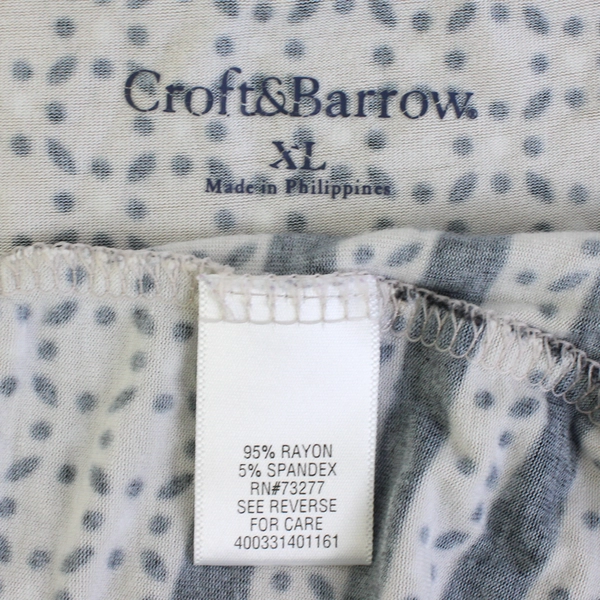 Croft&Barrow.
XL
Made in Philippines
95% RAYON
5% SPANDEX
RN#73277
SEE REVERSE
FOR CARE
400331401161